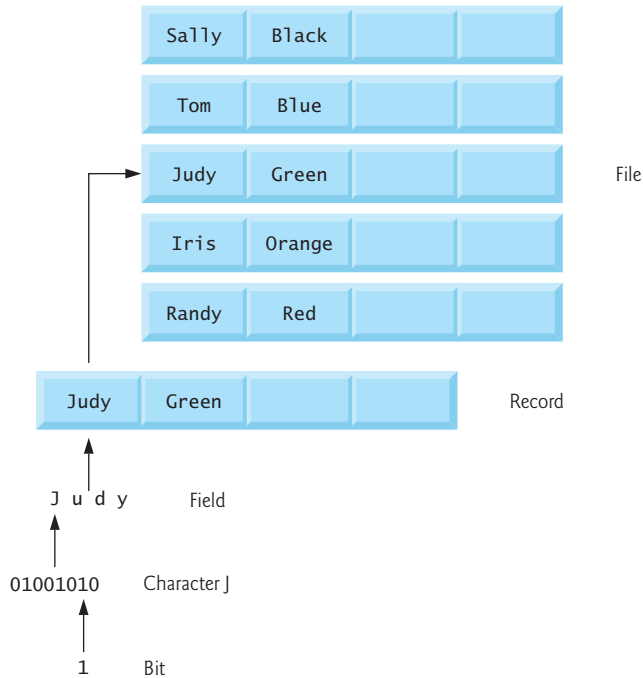 Sally Black
Tom Blue
Judy Green File
Iris Orange
Randy Red
Judy Green Record
J u d y Field
01001010 Character J
1 Bit